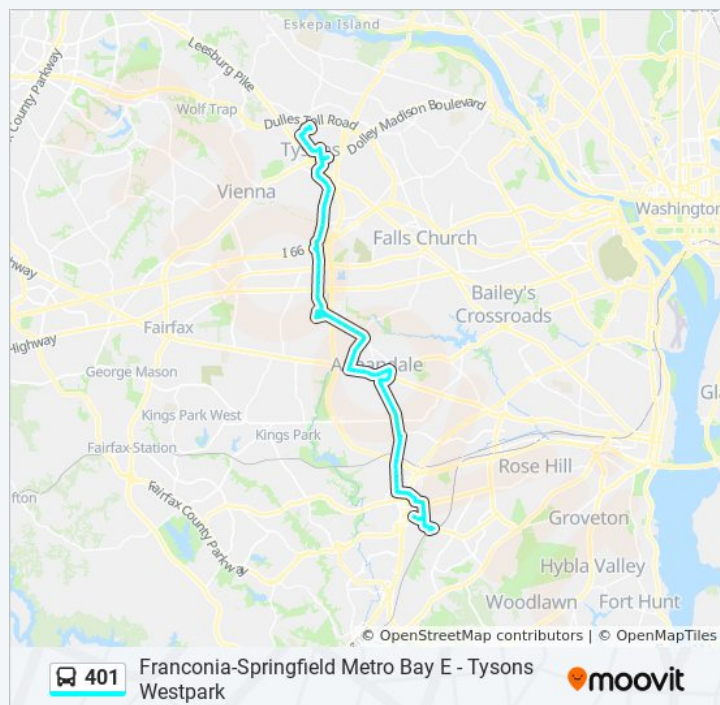 Eskepa Island
Leesburg Pike
County Parkway
Wolf Trap
Dulles Toll Road
Dolley Madison Boulevard
Vienna
Washington
I 66
Falls Church
Bailey's
Crossroads
Fairfax
Highway
George Mason
Annandale
Kings Park West
Kings Park
Fairfax Station
Rose Hill
Fairfax County Parkway
Groveton
Hybla Valley
Woodlawn
Fort Hunt
© OpenStreetMap contributors | © OpenMapTiles
401
Franconia-Springfield Metro Bay E - Tysons
Westpark
moovit